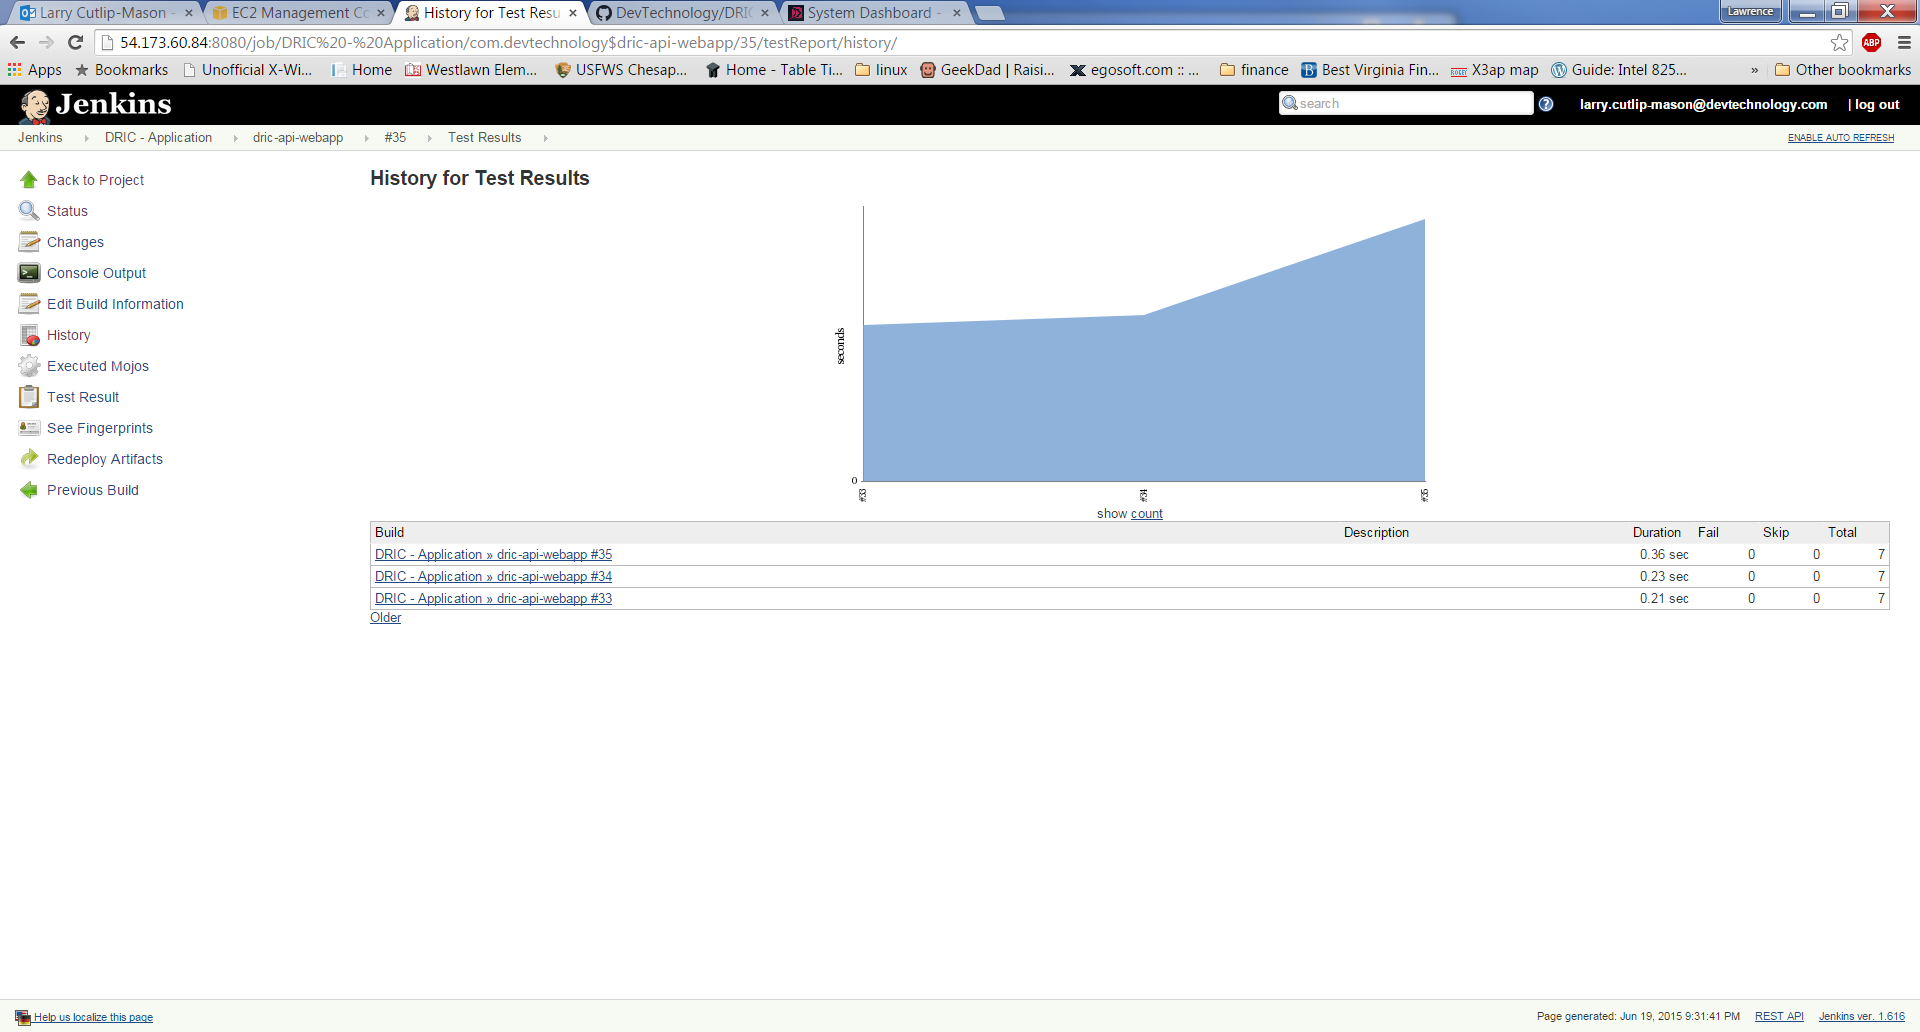 Larry Cutlip-Mason - EC2 Management Co History for Test Resu DevTechnology/DRIC System Dashboard - Lawrence
54.173.60.84:8080/job/DRIC%20-%20Application/com.devtechnology$dric-api-webapp/35/testReport/history/ ABP
Apps Bookmarks Unofficial X-Wi... Home Westlawn Elem... USFWS Chesap... Home - Table Ti... linux GeekDad | Raisi... egosoft.com :: ... finance Best Virginia Fin... X3ap map Guide: Intel 825... » Other bookmarks
Jenkins search larry.cutlip-mason@devtechnology.com | log out
Jenkins DRIC - Application dric-api-webapp #35 Test Results ENABLE AUTO REFRESH
Back to Project
Status
Changes
Console Output
Edit Build Information
History
Executed Mojos
Test Result
See Fingerprints
Redeploy Artifacts
Previous Build
History for Test Results
seconds
0
#33 #34 #35
show count
Build Description Duration Fail Skip Total
DRIC - Application » dric-api-webapp #35 0.36 sec 0 0 7
DRIC - Application » dric-api-webapp #34 0.23 sec 0 0 7
DRIC - Application » dric-api-webapp #33 0.21 sec 0 0 7
Older
Help us localize this page Page generated: Jun 19, 2015 9:31:41 PM REST API Jenkins ver. 1.616